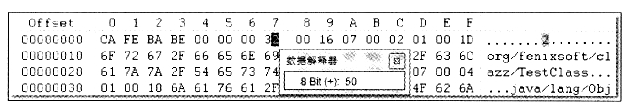 Offset 0 1 2 3 4 5 6 7 8 9 A B C D E F
00000000 CA FE BA BE 00 00 00 32 00 16 07 00 02 01 00 1D .......2........
00000010 6F 72 67 2F 66 65 6E 69 2F 63 6C org/fenixsoft/cl
数据解释器
00000020 61 7A 7A 2F 54 65 73 74 07 00 04 azz/TestClass...
8 Bit (+): 50
00000030 01 00 10 6A 61 76 61 2F 4F 62 6A ...java/lang/Obj